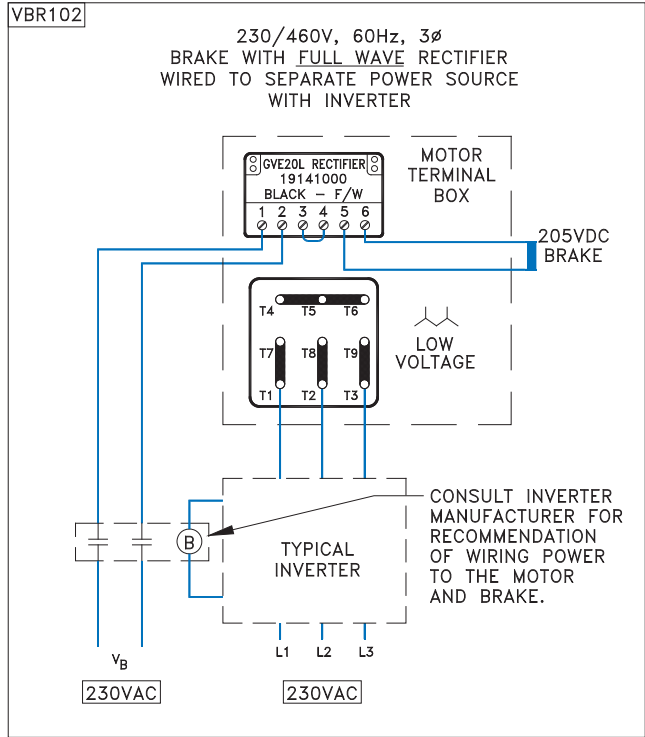 VBR102
230/460V, 60Hz, 3ø
BRAKE WITH FULL WAVE RECTIFIER
WIRED TO SEPARATE POWER SOURCE
WITH INVERTER
GVE20L RECTIFIER
19141000
BLACK - F/W
1 2 3 4 5 6
MOTOR
TERMINAL
BOX
205VDC
BRAKE
T4 T5 T6
T7 T8 T9
T1 T2 T3
LOW
VOLTAGE
B
TYPICAL
INVERTER
CONSULT INVERTER
MANUFACTURER FOR
RECOMMENDATION
OF WIRING POWER
TO THE MOTOR
AND BRAKE.
L1 L2 L3
VB
230VAC
230VAC